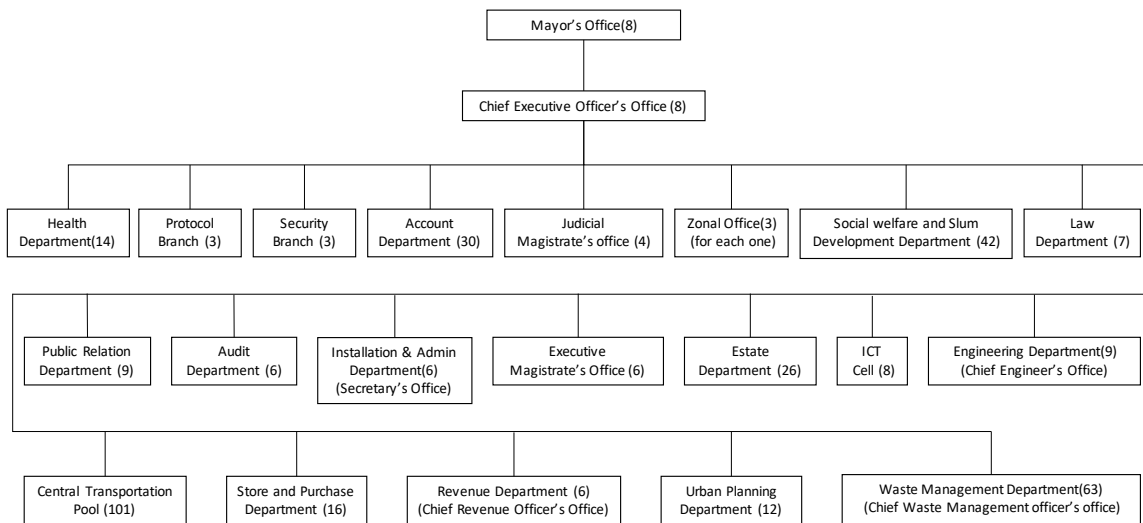 Mayor's Office(8)
Chief Executive Officer's Office (8)
Health
Department(14)
Protocol
Branch (3)
Security
Branch (3)
Account
Department (30)
Judicial
Magistrate's office (4)
Zonal Office(3)
(for each one)
Social welfare and Slum
Development Department (42)
Law
Department (7)
Public Relation
Department (9)
Audit
Department (6)
Installation & Admin
Department(6)
(Secretary's Office)
Executive
Magistrate's Office (6)
Estate
Department (26)
ICT
Cell (8)
Engineering Department(9)
(Chief Engineer's Office)
Central Transportation
Pool (101)
Store and Purchase
Department (16)
Revenue Department (6)
(Chief Revenue Officer's Office)
Urban Planning
Department (12)
Waste Management Department(63)
(Chief Waste Management officer's office)